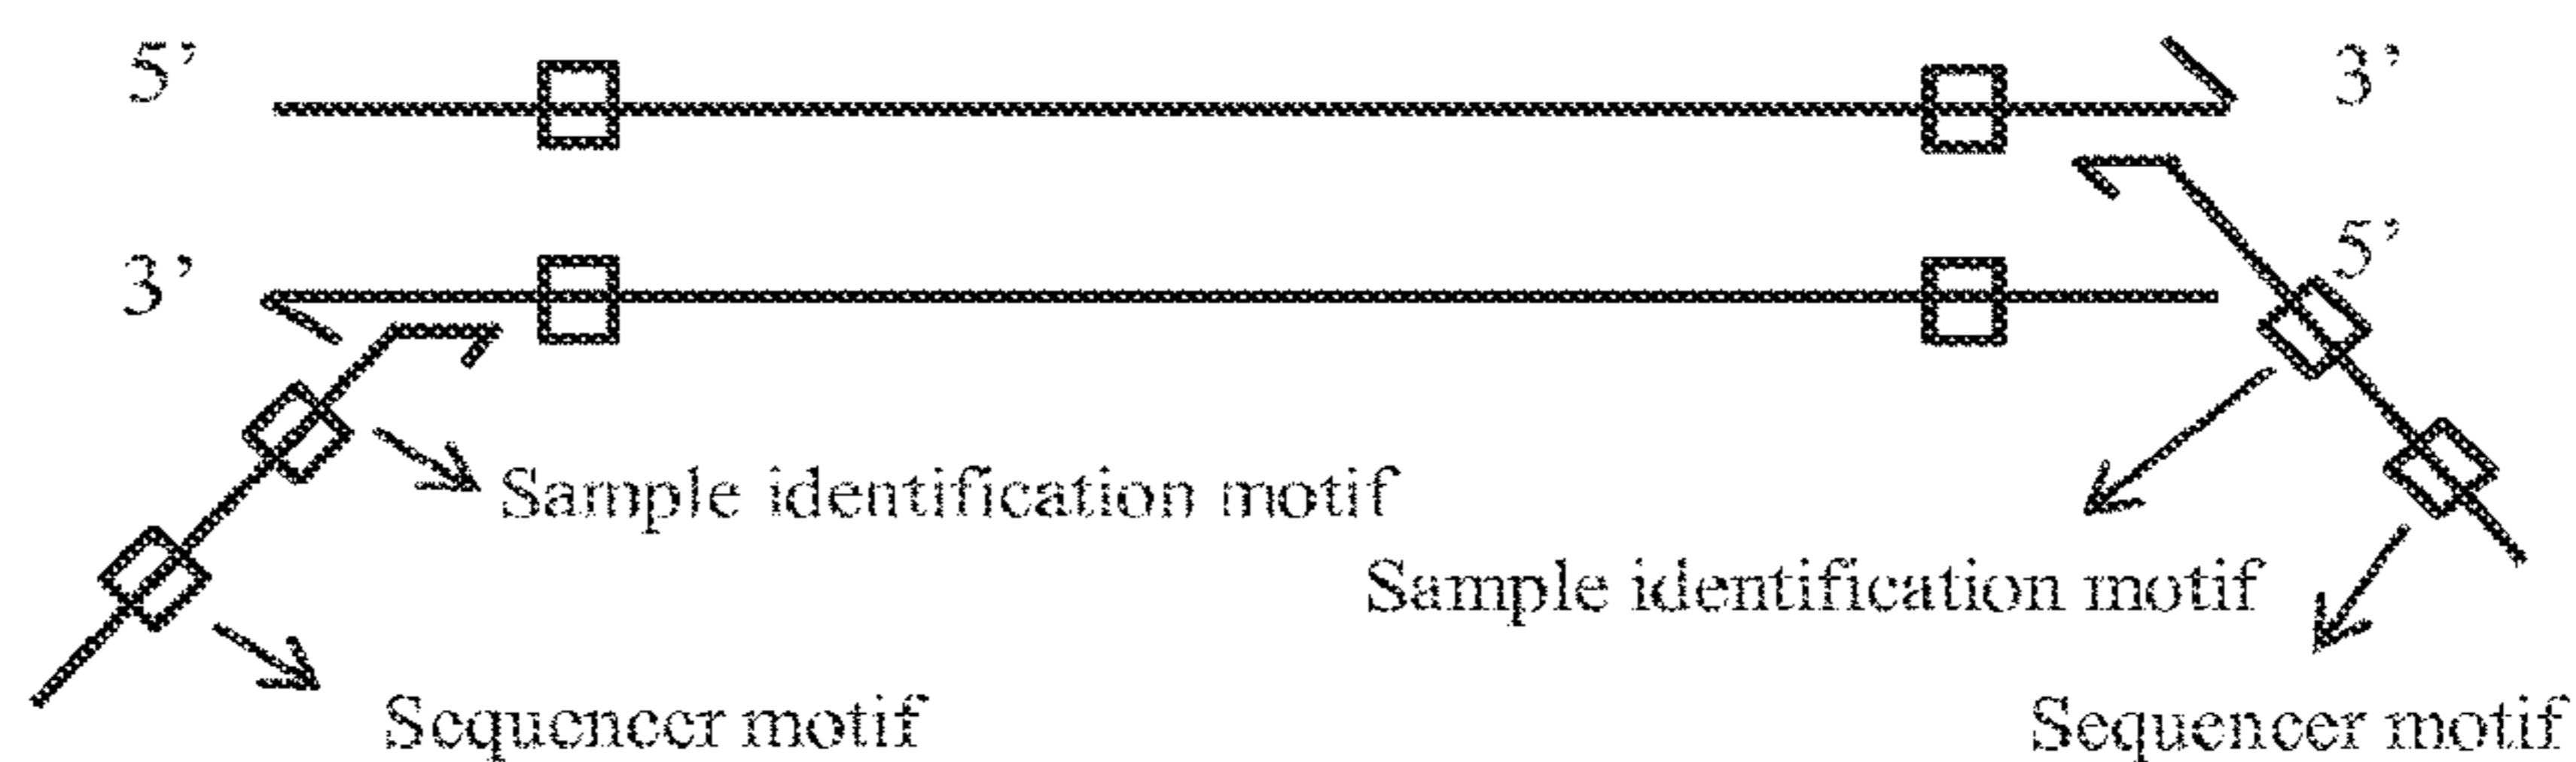 5’
3’
3’
5’
Sample identification motif
Sample identification motif
Sequencer motif
Sequencer motif